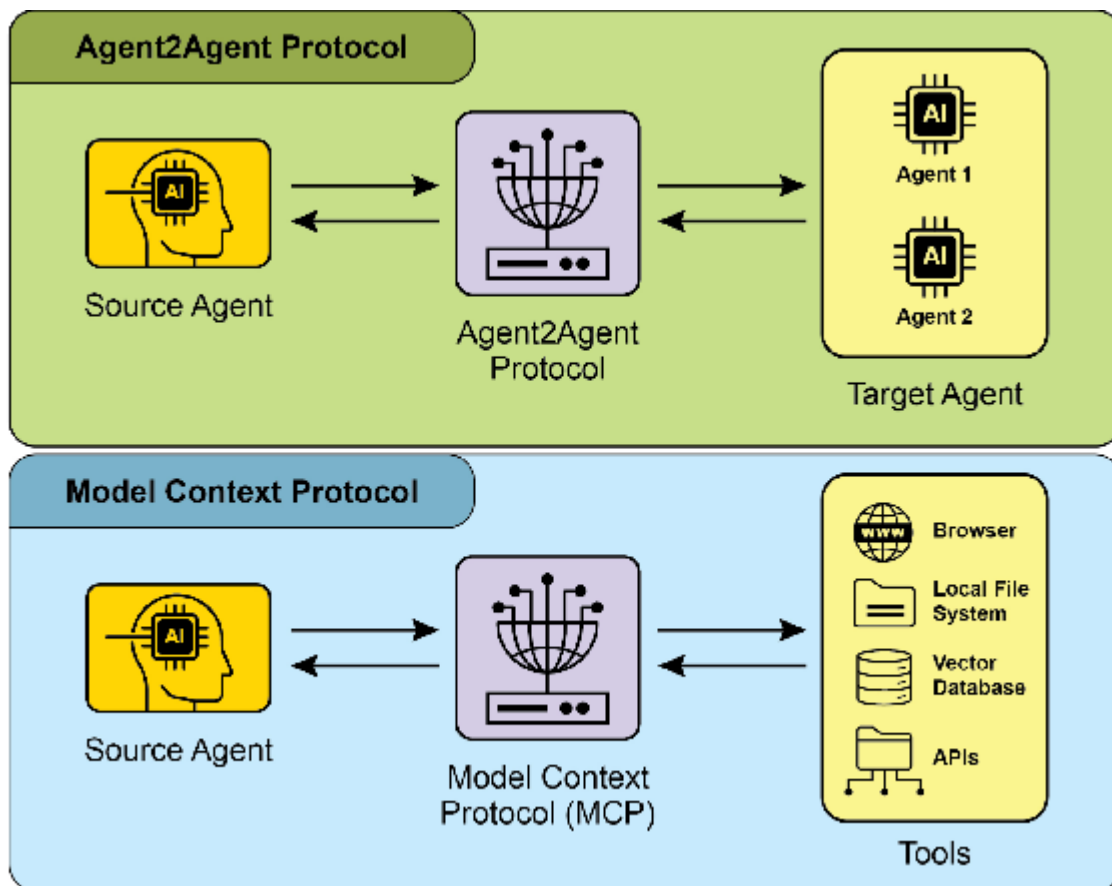 Agent2Agent Protocol
AI
Source Agent
Agent2Agent
Protocol
AI
Agent 1
AI
Agent 2
Target Agent
Model Context Protocol
AI
Source Agent
Model Context
Protocol (MCP)
www
Browser
Local File
System
Vector
Database
APIs
Tools